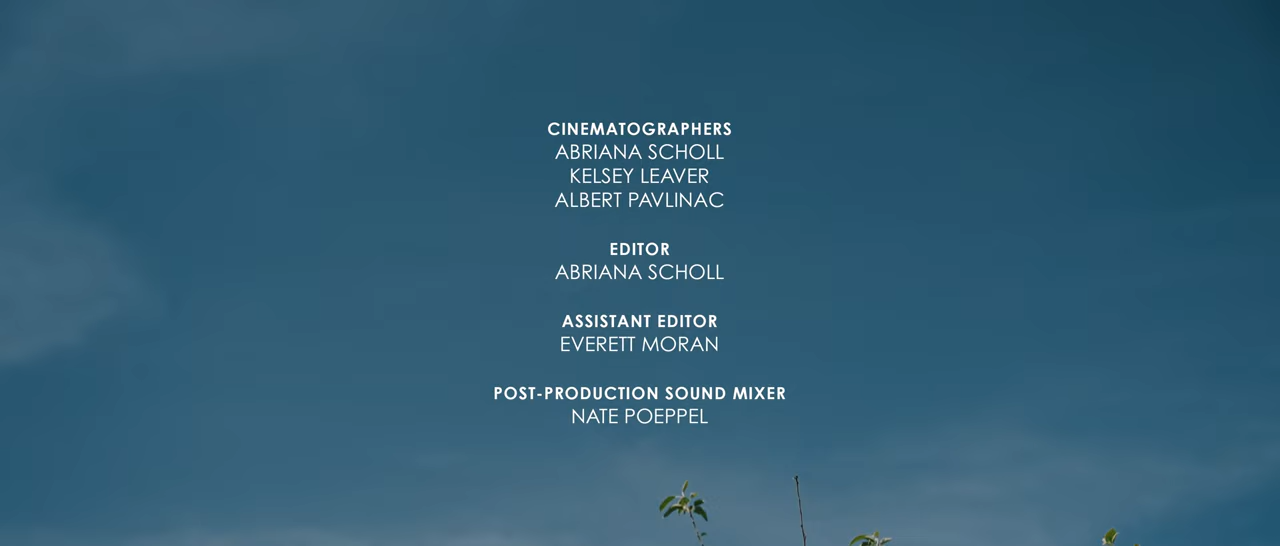 CINEMATOGRAPHERS
ABRIANA SCHOLL
KELSEY LEAVER
ALBERT PAVLINAC
EDITOR
ABRIANA SCHOLL
ASSISTANT EDITOR
EVERETT MORAN
POST-PRODUCTION SOUND MIXER
NATE POEPPEL